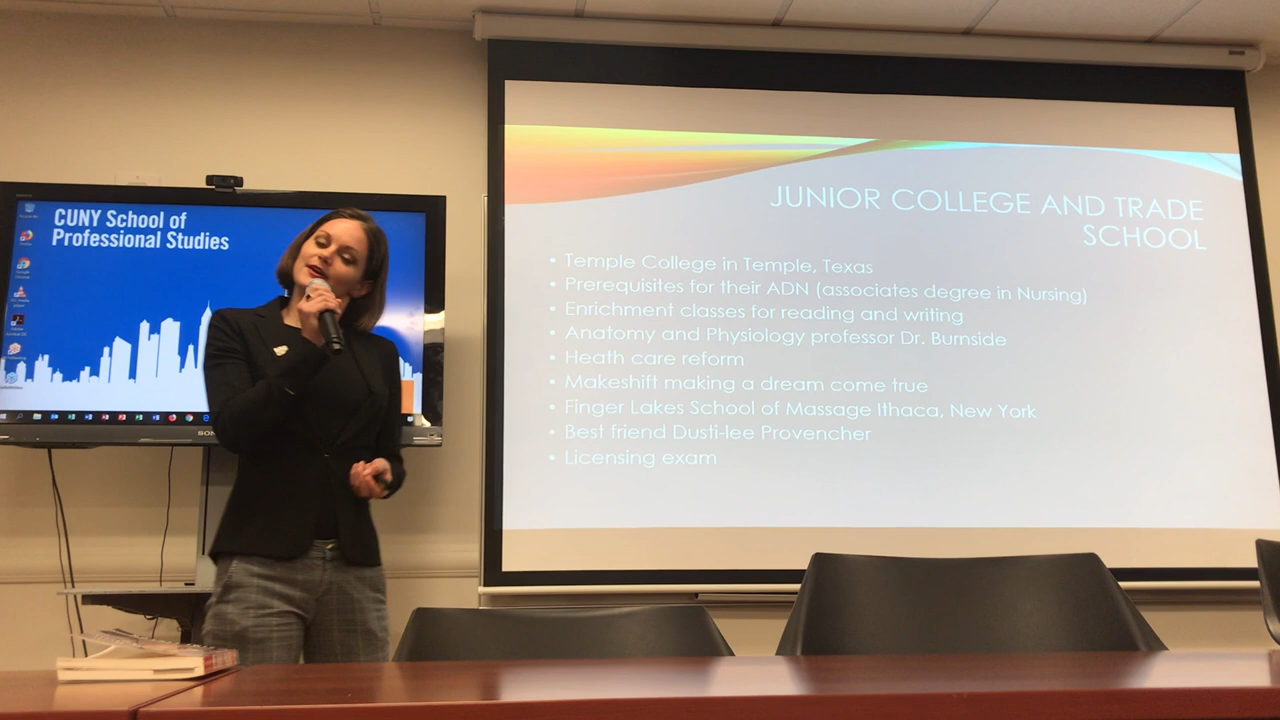 CUNY School of
Professional Studies
SON
JUNIOR COLLEGE AND TRADE
SCHOOL
• Temple College in Temple, Texas
• Prerequisites for their ADN (associates degree in Nursing)
• Enrichment classes for reading and writing
• Anatomy and Physiology professor Dr. Burnside
• Heath care reform
• Makeshift making a dream come true
• Finger Lakes School of Massage Ithaca, New York
• Best friend Dusti-lee Provencher
• Licensing exam